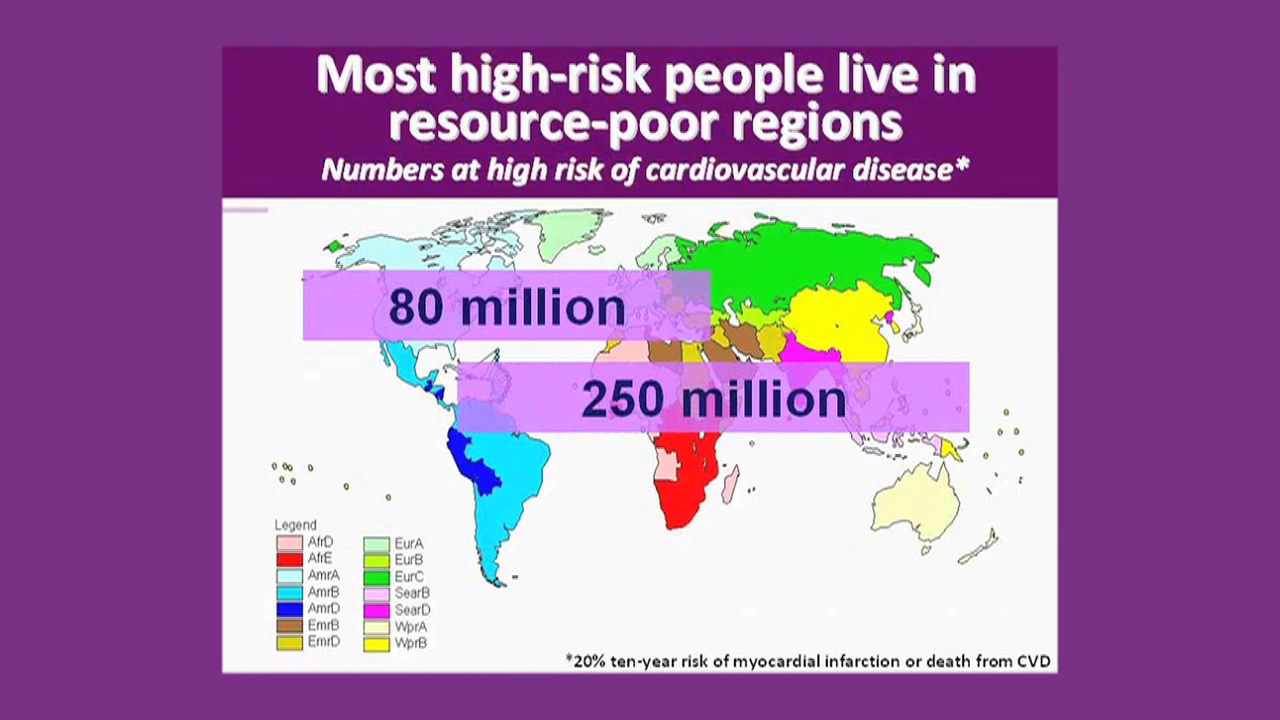 Most high-risk people live in
resource-poor regions
Numbers at high risk of cardiovascular disease*
80 million
250 million
Legend
AfrD
AfrE
AmrA
AmrB
AmrD
EmrB
EmrD
EurA
EurB
EurC
SearB
SearD
WprA
WprB
*20% ten-year risk of myocardial infarction or death from CVD